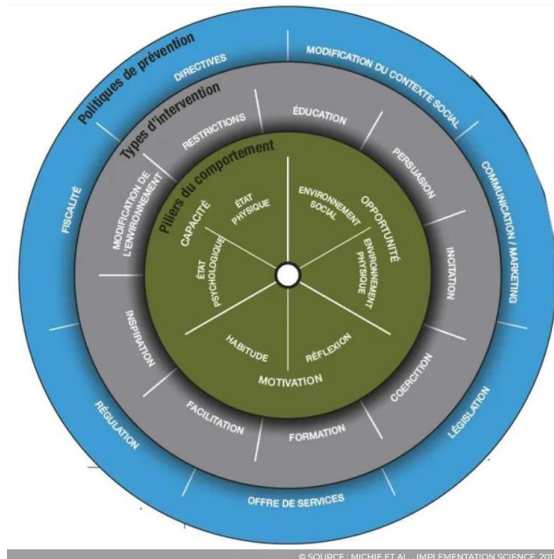 Politiques de prévention
DIRECTIVES
MODIFICATION DU CONTEXTE SOCIAL
COMMUNICATION / MARKETING
LÉGISLATION
OFFRE DE SERVICES
RÉGULATION
FISCALITÉ
Types d'intervention
RESTRICTIONS
ÉDUCATION
PERSUASION
INCITATION
COERCITION
FORMATION
FACILITATION
INSPIRATION
MODIFICATION DE
L'ENVIRONNEMENT
Piliers du comportement
CAPACITÉ
ÉTAT
PHYSIQUE
ÉTAT
PSYCHOLOGIQUE
OPPORTUNITÉ
ENVIRONNEMENT
SOCIAL
ENVIRONNEMENT
PHYSIQUE
MOTIVATION
HABITUDE
RÉFLEXION
© SOURCE : MICHIE ET AL., IMPLEMENTATION SCIENCE, 201